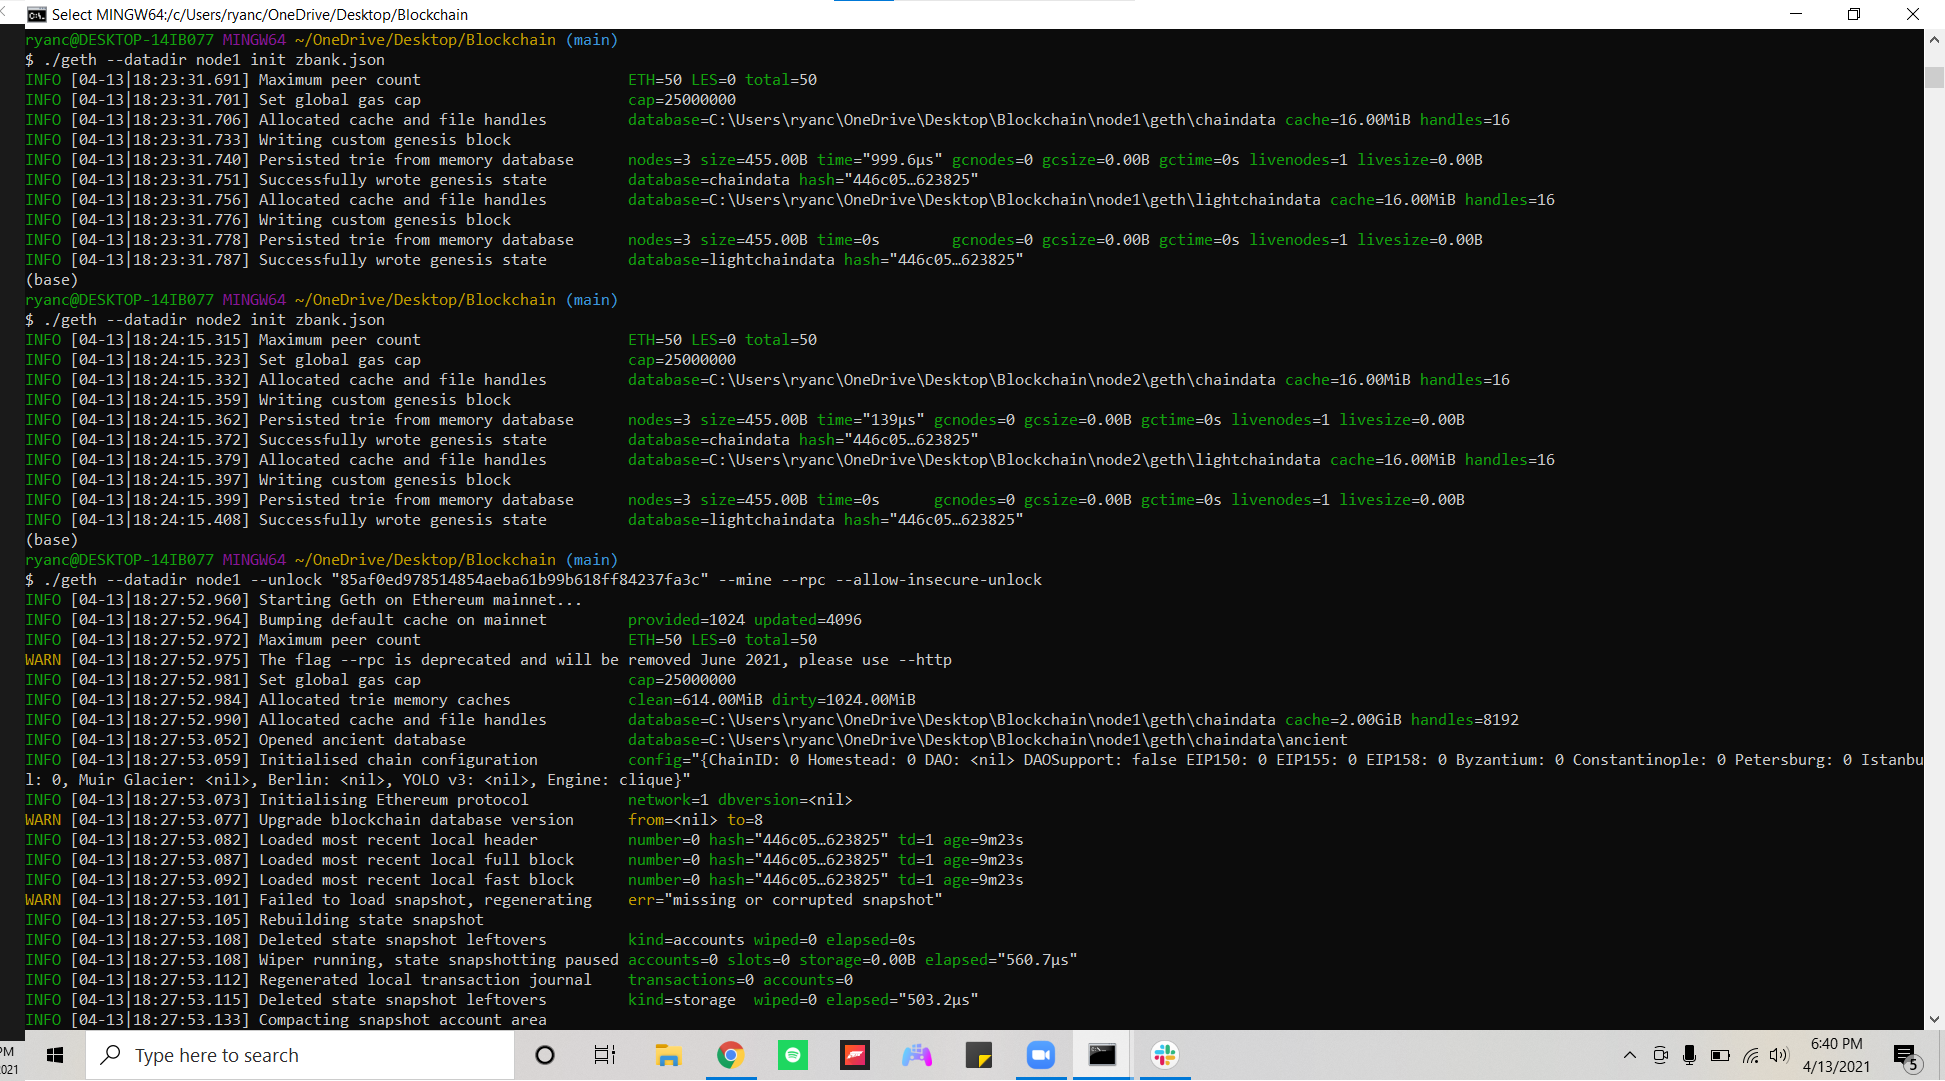 Select MINGW64:/c/Users/ryanc/OneDrive/Desktop/Blockchain
ryanc@DESKTOP-14IB077 MINGW64 ~/OneDrive/Desktop/Blockchain (main)
$ ./geth --datadir node1 init zbank.json
INFO [04-13|18:23:31.691] Maximum peer count ETH=50 LES=0 total=50
INFO [04-13|18:23:31.701] Set global gas cap cap=25000000
INFO [04-13|18:23:31.706] Allocated cache and file handles database=C:\Users\ryanc\OneDrive\Desktop\Blockchain\node1\geth\chaindata cache=16.00MiB handles=16
INFO [04-13|18:23:31.733] Writing custom genesis block
INFO [04-13|18:23:31.740] Persisted trie from memory database nodes=3 size=455.00B time="999.6µs" gcnodes=0 gcsize=0.00B gctime=0s livenodes=1 livesize=0.00B
INFO [04-13|18:23:31.751] Successfully wrote genesis state database=chaindata hash="446c05…623825"
INFO [04-13|18:23:31.756] Allocated cache and file handles database=C:\Users\ryanc\OneDrive\Desktop\Blockchain\node1\geth\lightchaindata cache=16.00MiB handles=16
INFO [04-13|18:23:31.776] Writing custom genesis block
INFO [04-13|18:23:31.778] Persisted trie from memory database nodes=3 size=455.00B time=0s gcnodes=0 gcsize=0.00B gctime=0s livenodes=1 livesize=0.00B
INFO [04-13|18:23:31.787] Successfully wrote genesis state database=lightchaindata hash="446c05…623825"
(base)
ryanc@DESKTOP-14IB077 MINGW64 ~/OneDrive/Desktop/Blockchain (main)
$ ./geth --datadir node2 init zbank.json
INFO [04-13|18:24:15.315] Maximum peer count ETH=50 LES=0 total=50
INFO [04-13|18:24:15.323] Set global gas cap cap=25000000
INFO [04-13|18:24:15.332] Allocated cache and file handles database=C:\Users\ryanc\OneDrive\Desktop\Blockchain\node2\geth\chaindata cache=16.00MiB handles=16
INFO [04-13|18:24:15.359] Writing custom genesis block
INFO [04-13|18:24:15.362] Persisted trie from memory database nodes=3 size=455.00B time="139µs" gcnodes=0 gcsize=0.00B gctime=0s livenodes=1 livesize=0.00B
INFO [04-13|18:24:15.372] Successfully wrote genesis state database=chaindata hash="446c05…623825"
INFO [04-13|18:24:15.379] Allocated cache and file handles database=C:\Users\ryanc\OneDrive\Desktop\Blockchain\node2\geth\lightchaindata cache=16.00MiB handles=16
INFO [04-13|18:24:15.397] Writing custom genesis block
INFO [04-13|18:24:15.399] Persisted trie from memory database nodes=3 size=455.00B time=0s gcnodes=0 gcsize=0.00B gctime=0s livenodes=1 livesize=0.00B
INFO [04-13|18:24:15.408] Successfully wrote genesis state database=lightchaindata hash="446c05…623825"
(base)
ryanc@DESKTOP-14IB077 MINGW64 ~/OneDrive/Desktop/Blockchain (main)
$ ./geth --datadir node1 --unlock "85af0ed978514854aeba61b99b618ff84237fa3c" --mine --rpc --allow-insecure-unlock
INFO [04-13|18:27:52.960] Starting Geth on Ethereum mainnet...
INFO [04-13|18:27:52.964] Bumping default cache on mainnet provided=1024 updated=4096
INFO [04-13|18:27:52.972] Maximum peer count ETH=50 LES=0 total=50
WARN [04-13|18:27:52.975] The flag --rpc is deprecated and will be removed June 2021, please use --http
INFO [04-13|18:27:52.981] Set global gas cap cap=25000000
INFO [04-13|18:27:52.984] Allocated trie memory caches clean=614.00MiB dirty=1024.00MiB
INFO [04-13|18:27:52.990] Allocated cache and file handles database=C:\Users\ryanc\OneDrive\Desktop\Blockchain\node1\geth\chaindata cache=2.00GiB handles=8192
INFO [04-13|18:27:53.052] Opened ancient database database=C:\Users\ryanc\OneDrive\Desktop\Blockchain\node1\geth\chaindata\ancient
INFO [04-13|18:27:53.059] Initialised chain configuration config="{ChainID: 0 Homestead: 0 DAO: <nil> DAOSupport: false EIP150: 0 EIP155: 0 EIP158: 0 Byzantium: 0 Constantinople: 0 Petersburg: 0 Istanbu
l: 0, Muir Glacier: <nil>, Berlin: <nil>, YOLO v3: <nil>, Engine: clique}"
INFO [04-13|18:27:53.073] Initialising Ethereum protocol network=1 dbversion=<nil>
WARN [04-13|18:27:53.077] Upgrade blockchain database version from=<nil> to=8
INFO [04-13|18:27:53.082] Loaded most recent local header number=0 hash="446c05…623825" td=1 age=9m23s
INFO [04-13|18:27:53.087] Loaded most recent local full block number=0 hash="446c05…623825" td=1 age=9m23s
INFO [04-13|18:27:53.092] Loaded most recent local fast block number=0 hash="446c05…623825" td=1 age=9m23s
WARN [04-13|18:27:53.101] Failed to load snapshot, regenerating err="missing or corrupted snapshot"
INFO [04-13|18:27:53.105] Rebuilding state snapshot
INFO [04-13|18:27:53.108] Deleted state snapshot leftovers kind=accounts wiped=0 elapsed=0s
INFO [04-13|18:27:53.108] Wiper running, state snapshotting paused accounts=0 slots=0 storage=0.00B elapsed="560.7µs"
INFO [04-13|18:27:53.112] Regenerated local transaction journal transactions=0 accounts=0
INFO [04-13|18:27:53.115] Deleted state snapshot leftovers kind=storage wiped=0 elapsed="503.2µs"
INFO [04-13|18:27:53.133] Compacting snapshot account area
PM
021
Type here to search
6:40 PM
4/13/2021
5